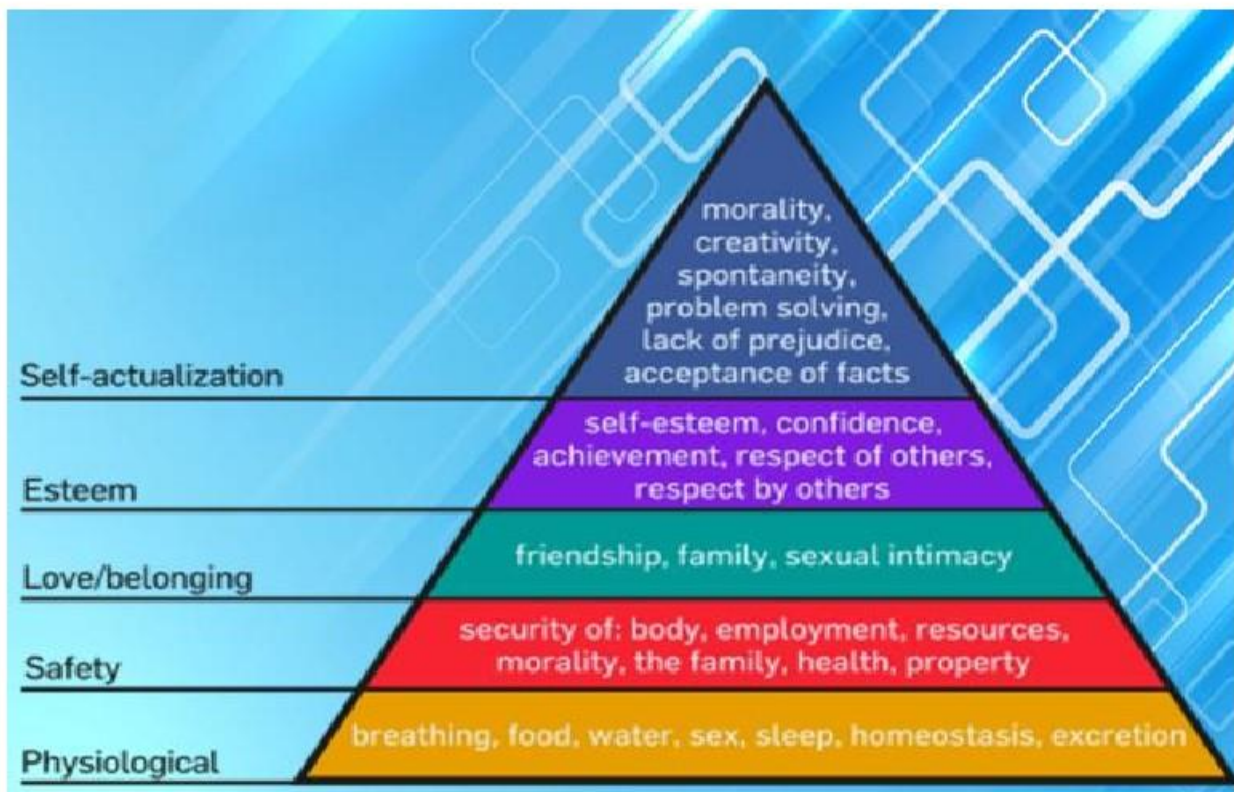 morality,
creativity,
spontaneity,
problem solving,
lack of prejudice,
acceptance of facts
Self-actualization
self-esteem, confidence,
achievement, respect of others,
respect by others
Esteem
friendship, family, sexual intimacy
Love/belonging
security of: body, employment, resources,
morality, the family, health, property
Safety
breathing, food, water, sex, sleep, homeostasis, excretion
Physiological